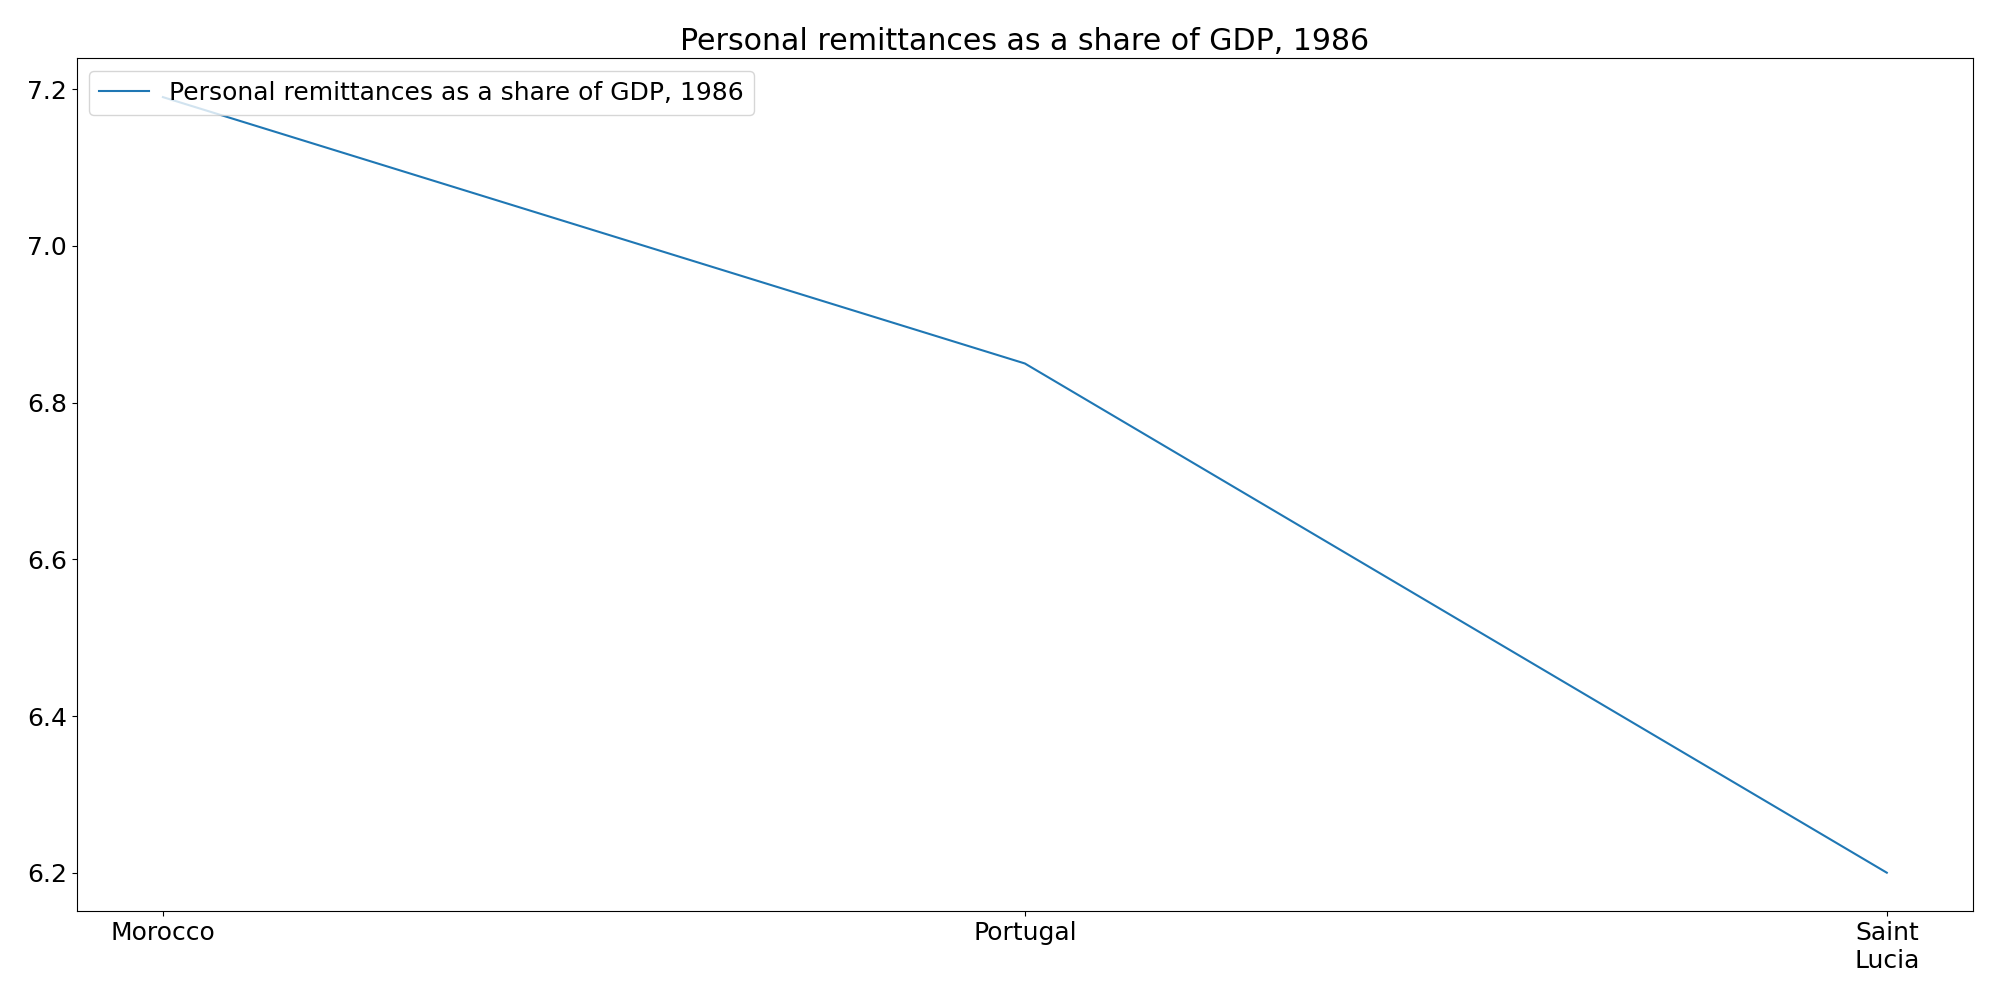 Personal remittances as a share of GDP, 1986
Personal remittances as a share of GDP, 1986
7.2
7.0
6.8
6.6
6.4
6.2
Morocco
Portugal
Saint
Lucia